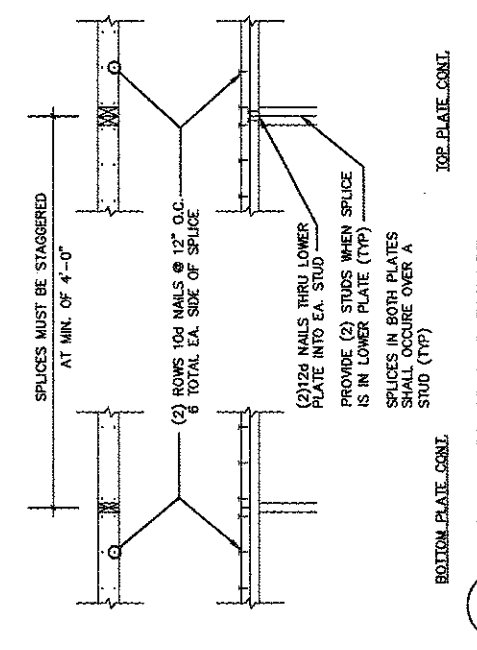 SPLICES MUST BE STAGGERED
AT MIN. OF 4'-0"
(2) ROWS 10d NAILS @ 12" O.C.
6 TOTAL EA. SIDE OF SPLICE
(2)12d NAILS THRU LOWER
PLATE INTO EA. STUD
PROVIDE (2) STUDS WHEN SPLICE
IS IN LOWER PLATE (TYP)
SPLICES IN BOTH PLATES
SHALL OCCURE OVER A
STUD (TYP)
BOTTOM PLATE CONT.
TOP PLATE CONT.